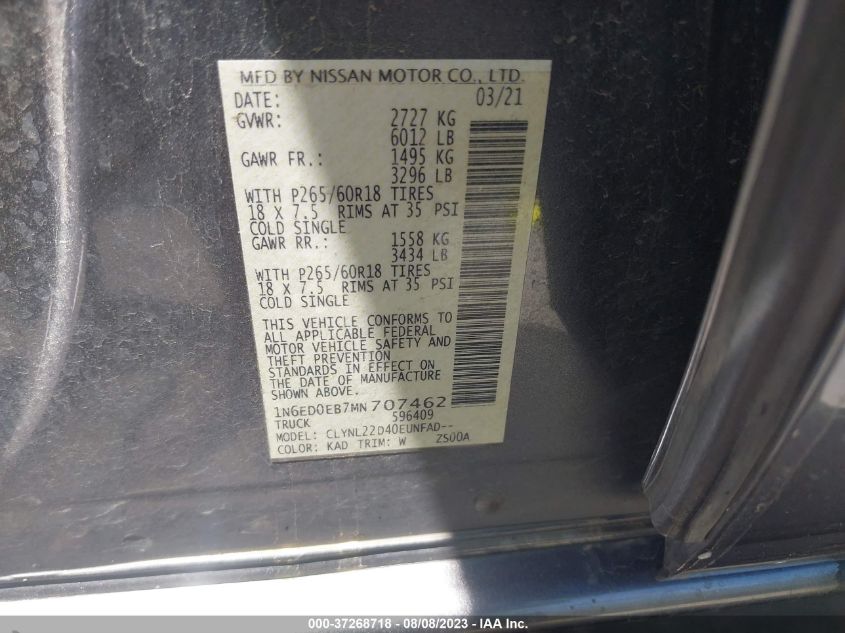 MFD BY NISSAN MOTOR CO., LTD.
DATE: 03/21
GVWR: 2727 KG
6012 LB
GAWR FR.: 1495 KG
3296 LB
WITH P265/60R18 TIRES
18 X 7.5 RIMS AT 35 PSI
COLD SINGLE
GAWR RR.: 1558 KG
3434 LB
WITH P265/60R18 TIRES
18 X 7.5 RIMS AT 35 PSI
COLD SINGLE
THIS VEHICLE CONFORMS TO
ALL APPLICABLE FEDERAL
MOTOR VEHICLE SAFETY AND
THEFT PREVENTION
STANDARDS IN EFFECT ON
THE DATE OF MANUFACTURE
SHOWN ABOVE.
1N6ED0EB7MN707462
TRUCK 596409
MODEL: CLYNL22D40EUNFAD--
COLOR: KAD TRIM: W ZS00A
000-37268718 - 08/08/2023 - IAA Inc.